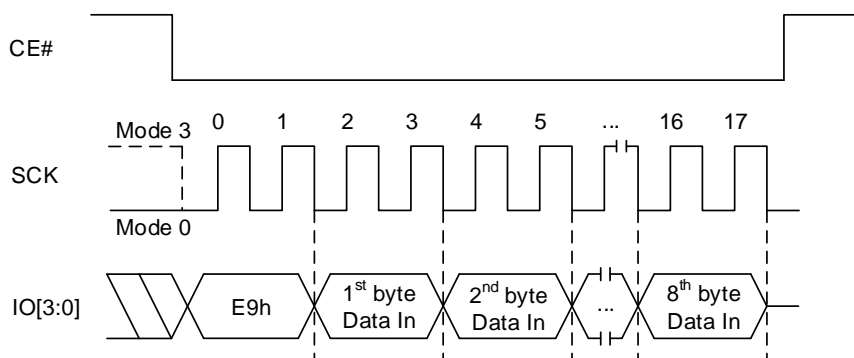 CE#
0 1 2 3 4 5 ... 16 17
Mode 3
SCK
Mode 0
IO[3:0]
E9h
1st byte
Data In
2nd byte
Data In
...
8th byte
Data In